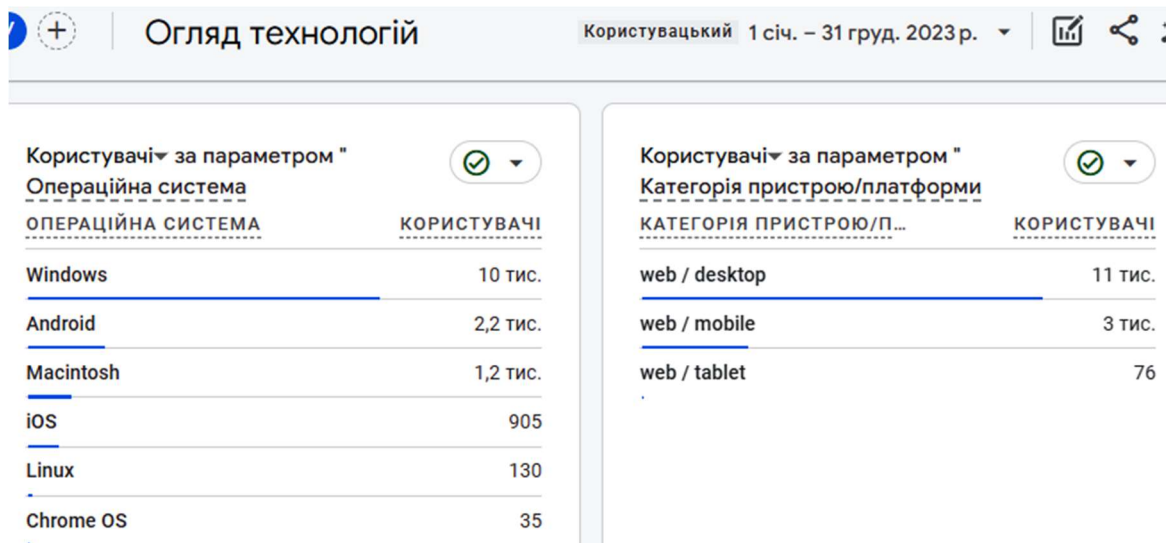 Огляд технологій
Користувацький 1 січ. – 31 груд. 2023 р.
Користувачі за параметром "
Операційна система
ОПЕРАЦІЙНА СИСТЕМА КОРИСТУВАЧІ
Windows 10 тис.
Android 2,2 тис.
Macintosh 1,2 тис.
iOS 905
Linux 130
Chrome OS 35
Користувачі за параметром "
Категорія пристрою/платформи
КАТЕГОРІЯ ПРИСТРОЮ/П... КОРИСТУВАЧІ
web / desktop 11 тис.
web / mobile 3 тис.
web / tablet 76